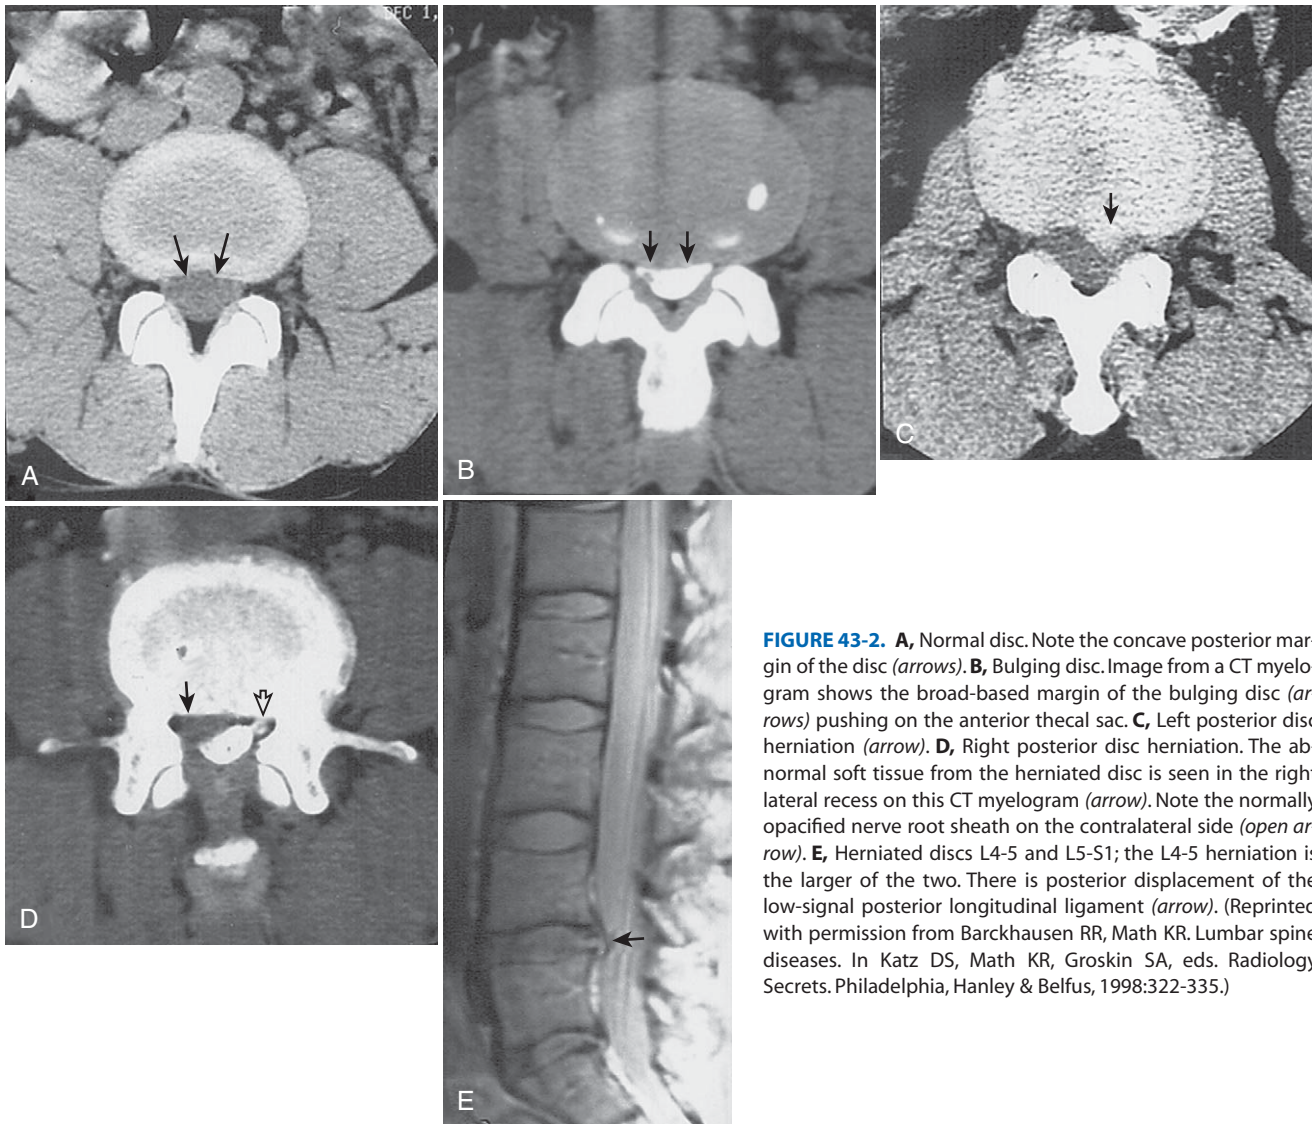 DEC 1,
A
B
C
D
E
FIGURE 43-2. A, Normal disc. Note the concave posterior mar-
gin of the disc (arrows). B, Bulging disc. Image from a CT myelo-
gram shows the broad-based margin of the bulging disc (ar-
rows) pushing on the anterior thecal sac. C, Left posterior disc
herniation (arrow). D, Right posterior disc herniation. The ab-
normal soft tissue from the herniated disc is seen in the right
lateral recess on this CT myelogram (arrow). Note the normally
opacified nerve root sheath on the contralateral side (open ar-
row). E, Herniated discs L4-5 and L5-S1; the L4-5 herniation is
the larger of the two. There is posterior displacement of the
low-signal posterior longitudinal ligament (arrow). (Reprinted
with permission from Barckhausen RR, Math KR. Lumbar spine
diseases. In Katz DS, Math KR, Groskin SA, eds. Radiology
Secrets. Philadelphia, Hanley & Belfus, 1998:322-335.)